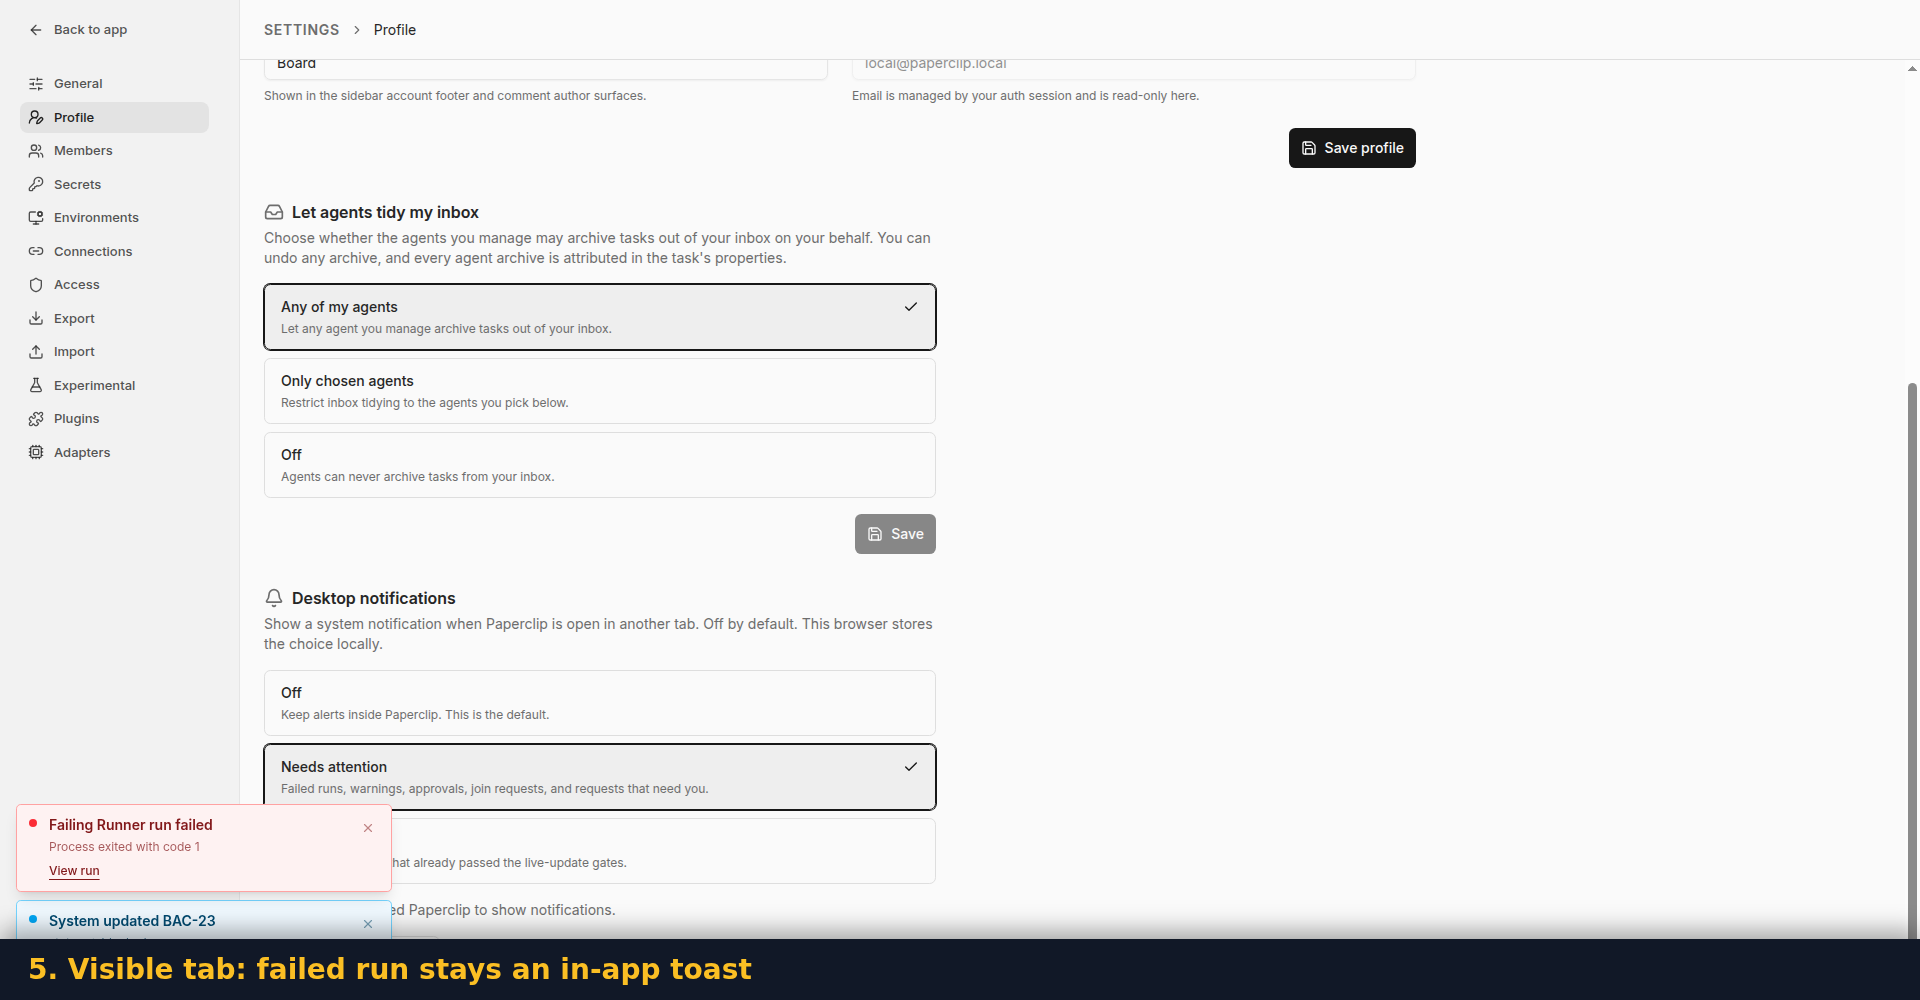 Back to app
SETTINGS > Profile
General
Profile
Members
Secrets
Environments
Connections
Access
Export
Import
Experimental
Plugins
Adapters
Board
local@paperclip.local
Shown in the sidebar account footer and comment author surfaces.
Email is managed by your auth session and is read-only here.
Save profile
Let agents tidy my inbox
Choose whether the agents you manage may archive tasks out of your inbox on your behalf. You can
undo any archive, and every agent archive is attributed in the task's properties.
Any of my agents
Let any agent you manage archive tasks out of your inbox.
Only chosen agents
Restrict inbox tidying to the agents you pick below.
Off
Agents can never archive tasks from your inbox.
Save
Desktop notifications
Show a system notification when Paperclip is open in another tab. Off by default. This browser stores
the choice locally.
Off
Keep alerts inside Paperclip. This is the default.
Needs attention
Failed runs, warnings, approvals, join requests, and requests that need you.
that already passed the live-update gates.
Paperclip to show notifications.
Failing Runner run failed
Process exited with code 1
View run
System updated BAC-23
5. Visible tab: failed run stays an in-app toast